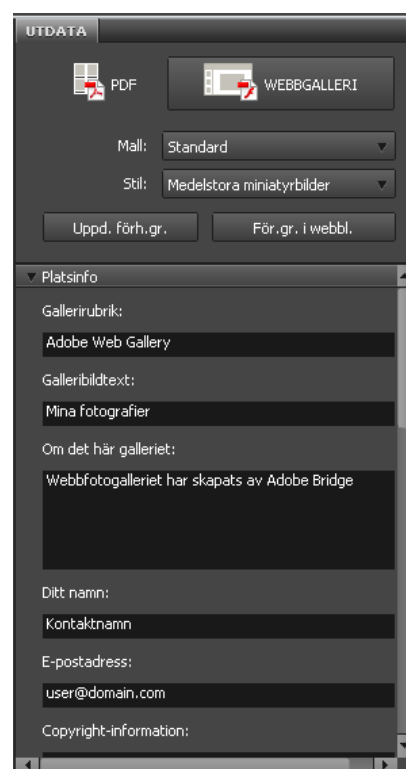 UTDATA
PDF
WEBBGALLERI
Mall: Standard
Stil: Medelstora miniatyrbilder
Uppd. förh.gr. För.gr. i webbl.
Platsinfo
Gallerirubrik:
Adobe Web Gallery
Galleribildtext:
Mina fotografier
Om det här galleriet:
Webbfotogalleriet har skapats av Adobe Bridge
Ditt namn:
Kontaktnamn
E-postadress:
user@domain.com
Copyright-information: